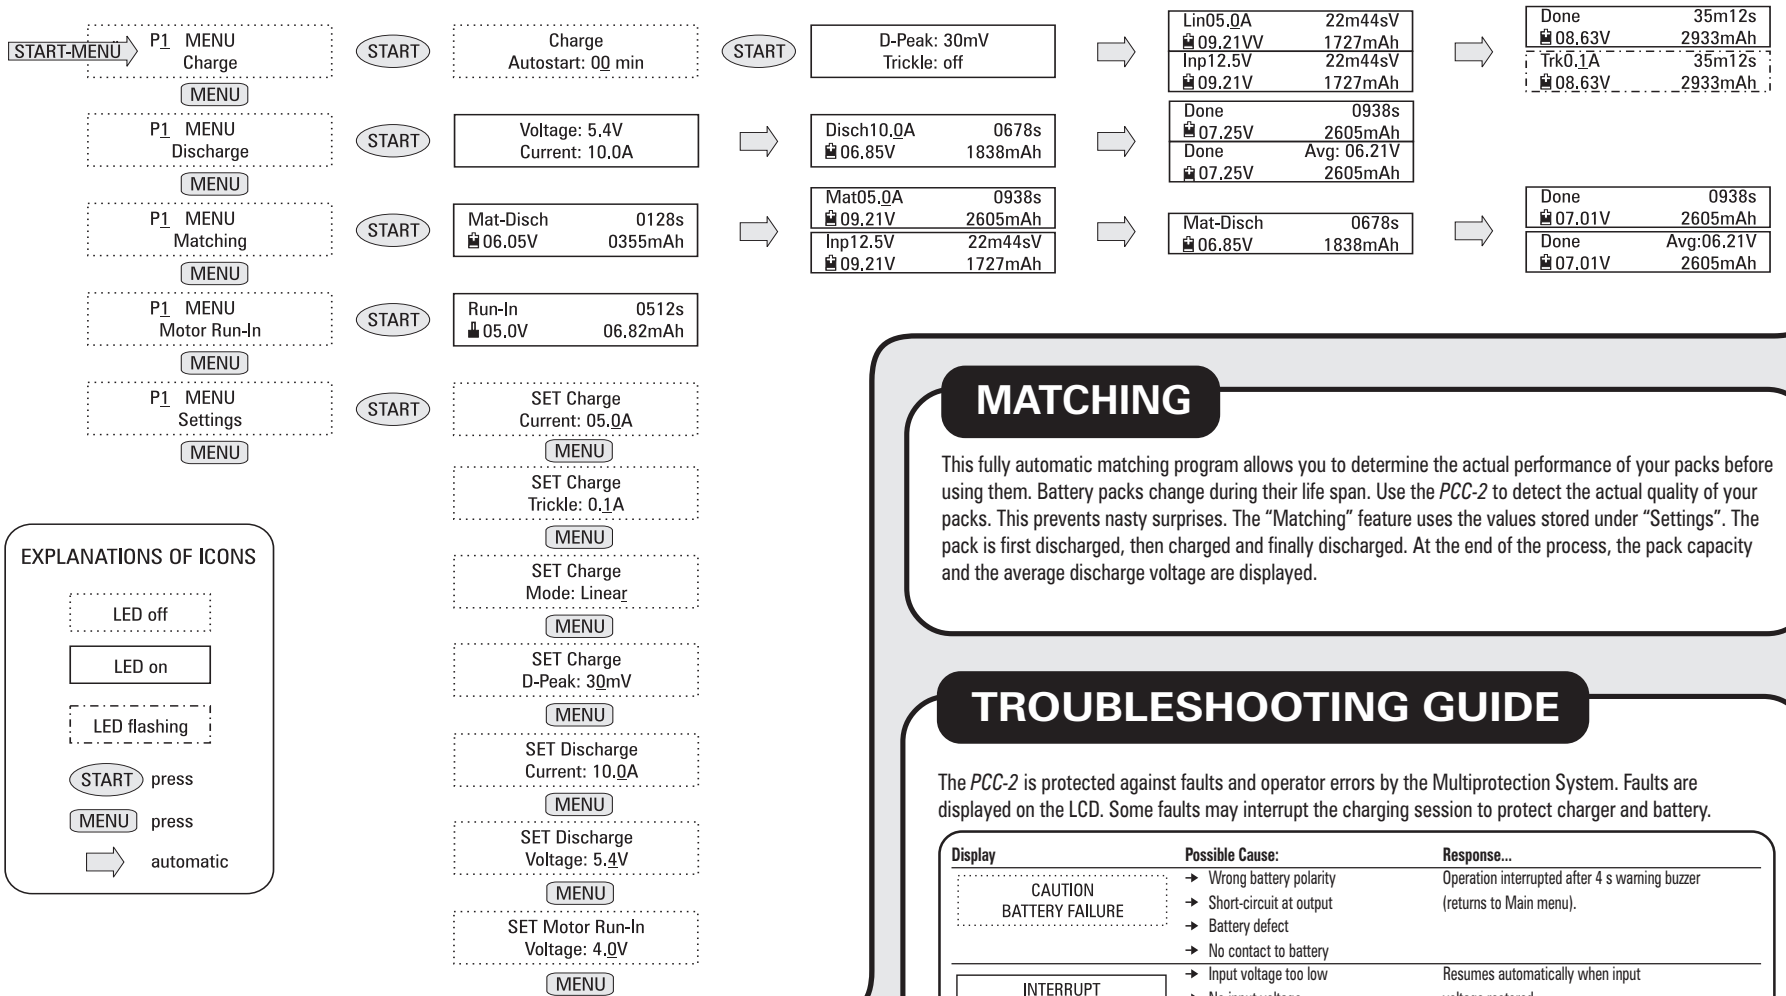 START-MENÜ
P1 MENU
Charge
START
Charge
Autostart: 00 min
START
D-Peak: 30mV
Trickle: off
Lin05.0A 22m44sV
09.21VV 1727mAh
Inp12.5V 22m44sV
09.21V 1727mAh
Done 35m12s
08.63V 2933mAh
Trk0.1A 35m12s
08.63V 2933mAh
MENU
P1 MENU
Discharge
START
Voltage: 5.4V
Current: 10.0A
Disch10.0A 0678s
06.85V 1838mAh
Done 0938s
07.25V 2605mAh
Done Avg: 06.21V
07.25V 2605mAh
MENU
P1 MENU
Matching
START
Mat-Disch 0128s
06.05V 0355mAh
Mat05.0A 0938s
09.21V 2605mAh
Inp12.5V 22m44sV
09.21V 1727mAh
Mat-Disch 0678s
06.85V 1838mAh
Done 0938s
07.01V 2605mAh
Done Avg:06.21V
07.01V 2605mAh
MENU
P1 MENU
Motor Run-In
START
Run-In 0512s
05.0V 06.82mAh
MENU
P1 MENU
Settings
START
MENU
SET Charge
Current: 05.0A
MENU
SET Charge
Trickle: 0.1A
MENU
SET Charge
Mode: Linear
MENU
SET Charge
D-Peak: 30mV
MENU
SET Discharge
Current: 10.0A
MENU
SET Discharge
Voltage: 5.4V
MENU
SET Motor Run-In
Voltage: 4.0V
MENU
EXPLANATIONS OF ICONS
LED off
LED on
LED flashing
START press
MENU press
automatic
MATCHING
This fully automatic matching program allows you to determine the actual performance of your packs before
using them. Battery packs change during their life span. Use the PCC-2 to detect the actual quality of your
packs. This prevents nasty surprises. The “Matching” feature uses the values stored under “Settings”. The
pack is first discharged, then charged and finally discharged. At the end of the process, the pack capacity
and the average discharge voltage are displayed.
TROUBLESHOOTING GUIDE
The PCC-2 is protected against faults and operator errors by the Multiprotection System. Faults are
displayed on the LCD. Some faults may interrupt the charging session to protect charger and battery.
Display Possible Cause: Response...
CAUTION
BATTERY FAILURE
→ Wrong battery polarity
→ Short-circuit at output
→ Battery defect
→ No contact to battery
Operation interrupted after 4 s warning buzzer
(returns to Main menu).
INTERRUPT
→ Input voltage too low
→ No input voltage
Resumes automatically when input
voltage restored